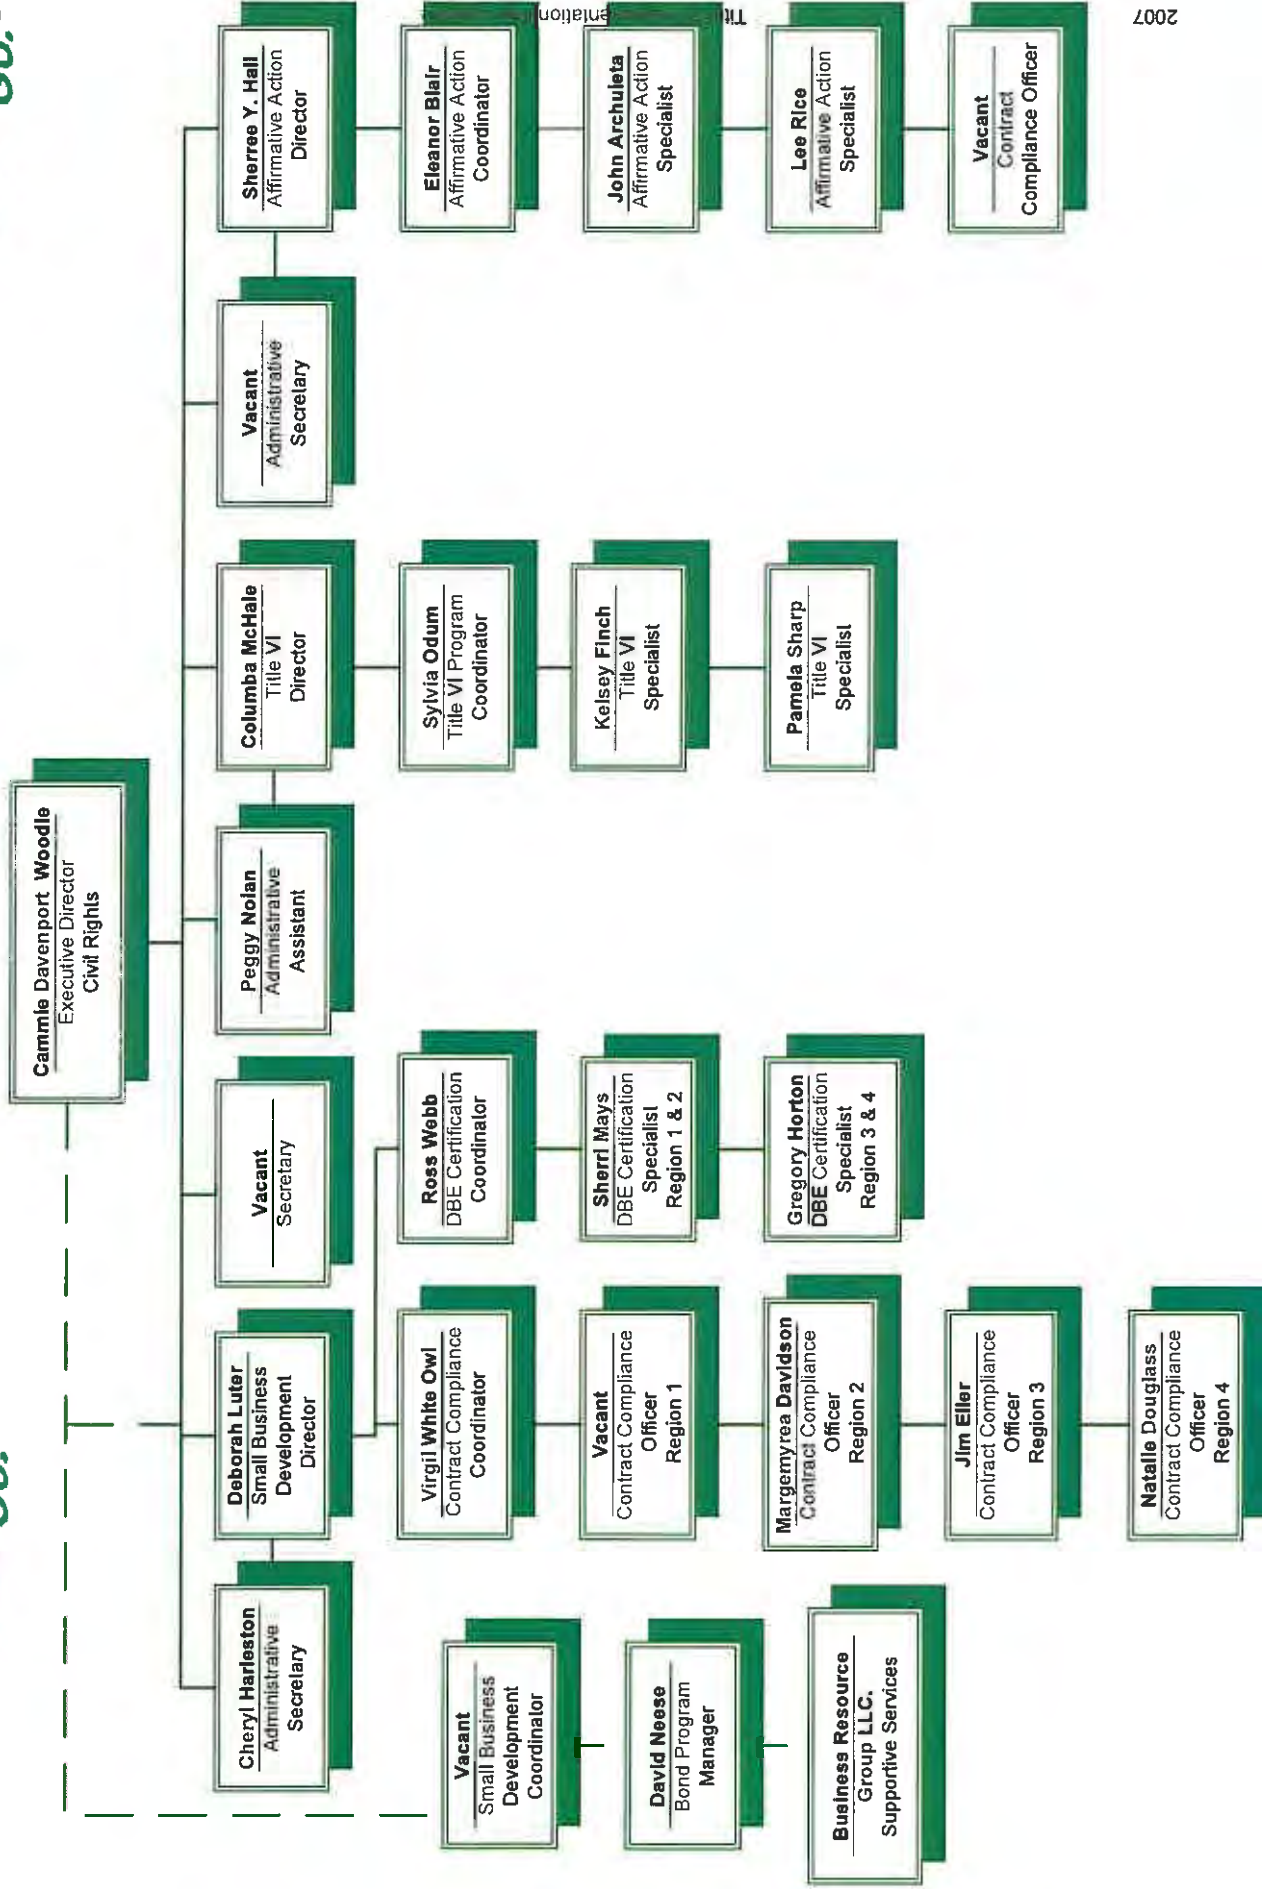 Cammie Davenport Woodle
Executive Director
Civil Rights
Cheryl Harleston
Administrative
Secretary
Deborah Luter
Small Business
Development
Director
Vacant
Secretary
Peggy Nolan
Administrative
Assistant
Columba McHale
Title VI
Director
Vacant
Administrative
Secretary
Sherree Y. Hall
Affirmative Action
Director
Vacant
Small Business
Development
Coordinator
David Neese
Bond Program
Manager
Business Resource
Group LLC.
Supportive Services
Virgil White Owl
Contract Compliance
Coordinator
Vacant
Contract Compliance
Officer
Region 1
Margemyrea Davidson
Contract Compliance
Officer
Region 2
Jim Eller
Contract Compliance
Officer
Region 3
Natalie Douglass
Contract Compliance
Officer
Region 4
Ross Webb
DBE Certification
Coordinator
Sherri Mays
DBE Certification
Specialist
Region 1 & 2
Gregory Horton
DBE Certification
Specialist
Region 3 & 4
Sylvia Odum
Title VI Program
Coordinator
Kelsey Finch
Title VI
Specialist
Pamela Sharp
Title VI
Specialist
Eleanor Blair
Affirmative Action
Coordinator
John Archuleta
Affirmative Action
Specialist
Lee Rice
Affirmative Action
Specialist
Vacant
Contract
Compliance Officer
2007